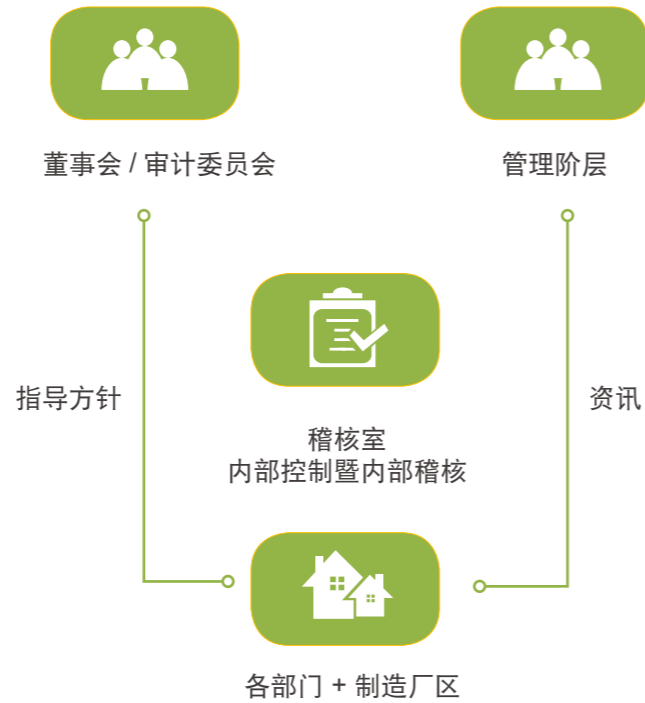 董事会 / 审计委员会
管理阶层
指导方针
资讯
稽核室
内部控制暨内部稽核
各部门 + 制造厂区